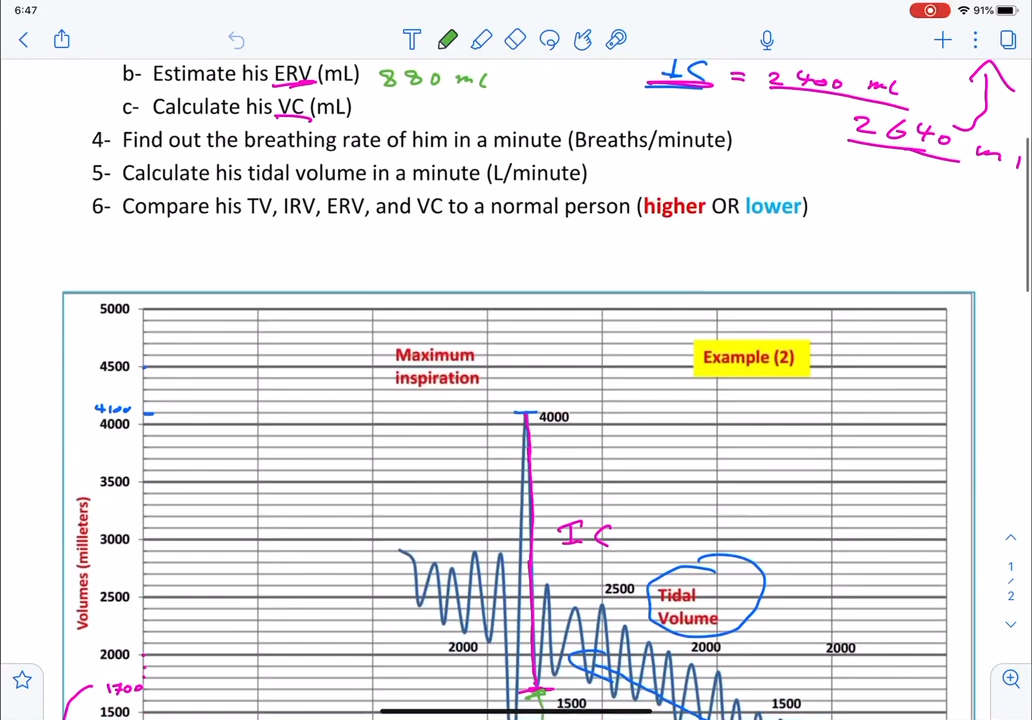 6:47
91%
b- Estimate his ERV (mL) 880 mL
IC = 2400 mL
c- Calculate his VC (mL)
2640 mL
4- Find out the breathing rate of him in a minute (Breaths/minute)
5- Calculate his tidal volume in a minute (L/minute)
6- Compare his TV, IRV, ERV, and VC to a normal person (higher OR lower)
5000
Maximum
inspiration
Example (2)
4500
4100
4000
4000
3500
Volumes (millleters)
3000
IC
2500
2500
Tidal
Volume
2000
2000
2000
2000
1700
1500
1500
1500
1
/
2